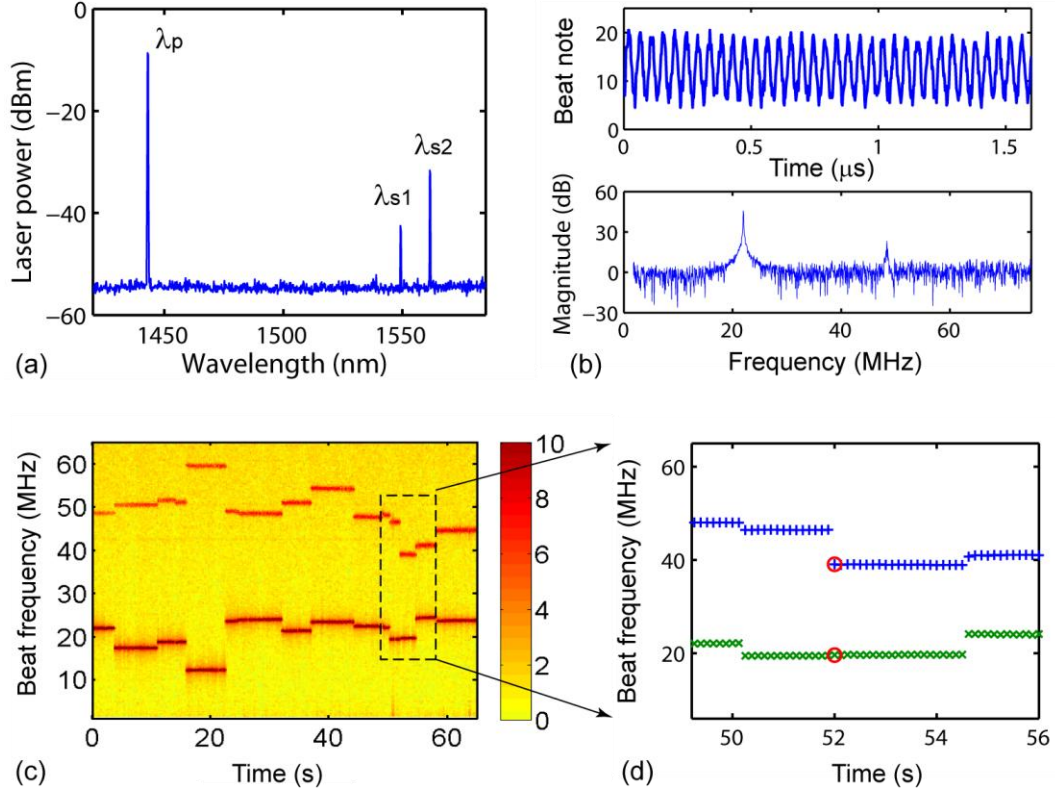 0
−20
−40
−60
Laser power (dBm)
λp
λs1
λs2
1450 1500 1550
Wavelength (nm)
(a)
20
10
0
Beat note
0 0.5 1 1.5
Time (μs)
60
30
0
−30
Magnitude (dB)
0 20 40 60
Frequency (MHz)
(b)
60
50
40
30
20
10
Beat frequency (MHz)
0 20 40 60
Time (s)
(c)
10
8
6
4
2
0
60
40
20
Beat frequency (MHz)
50 52 54 56
Time (s)
(d)